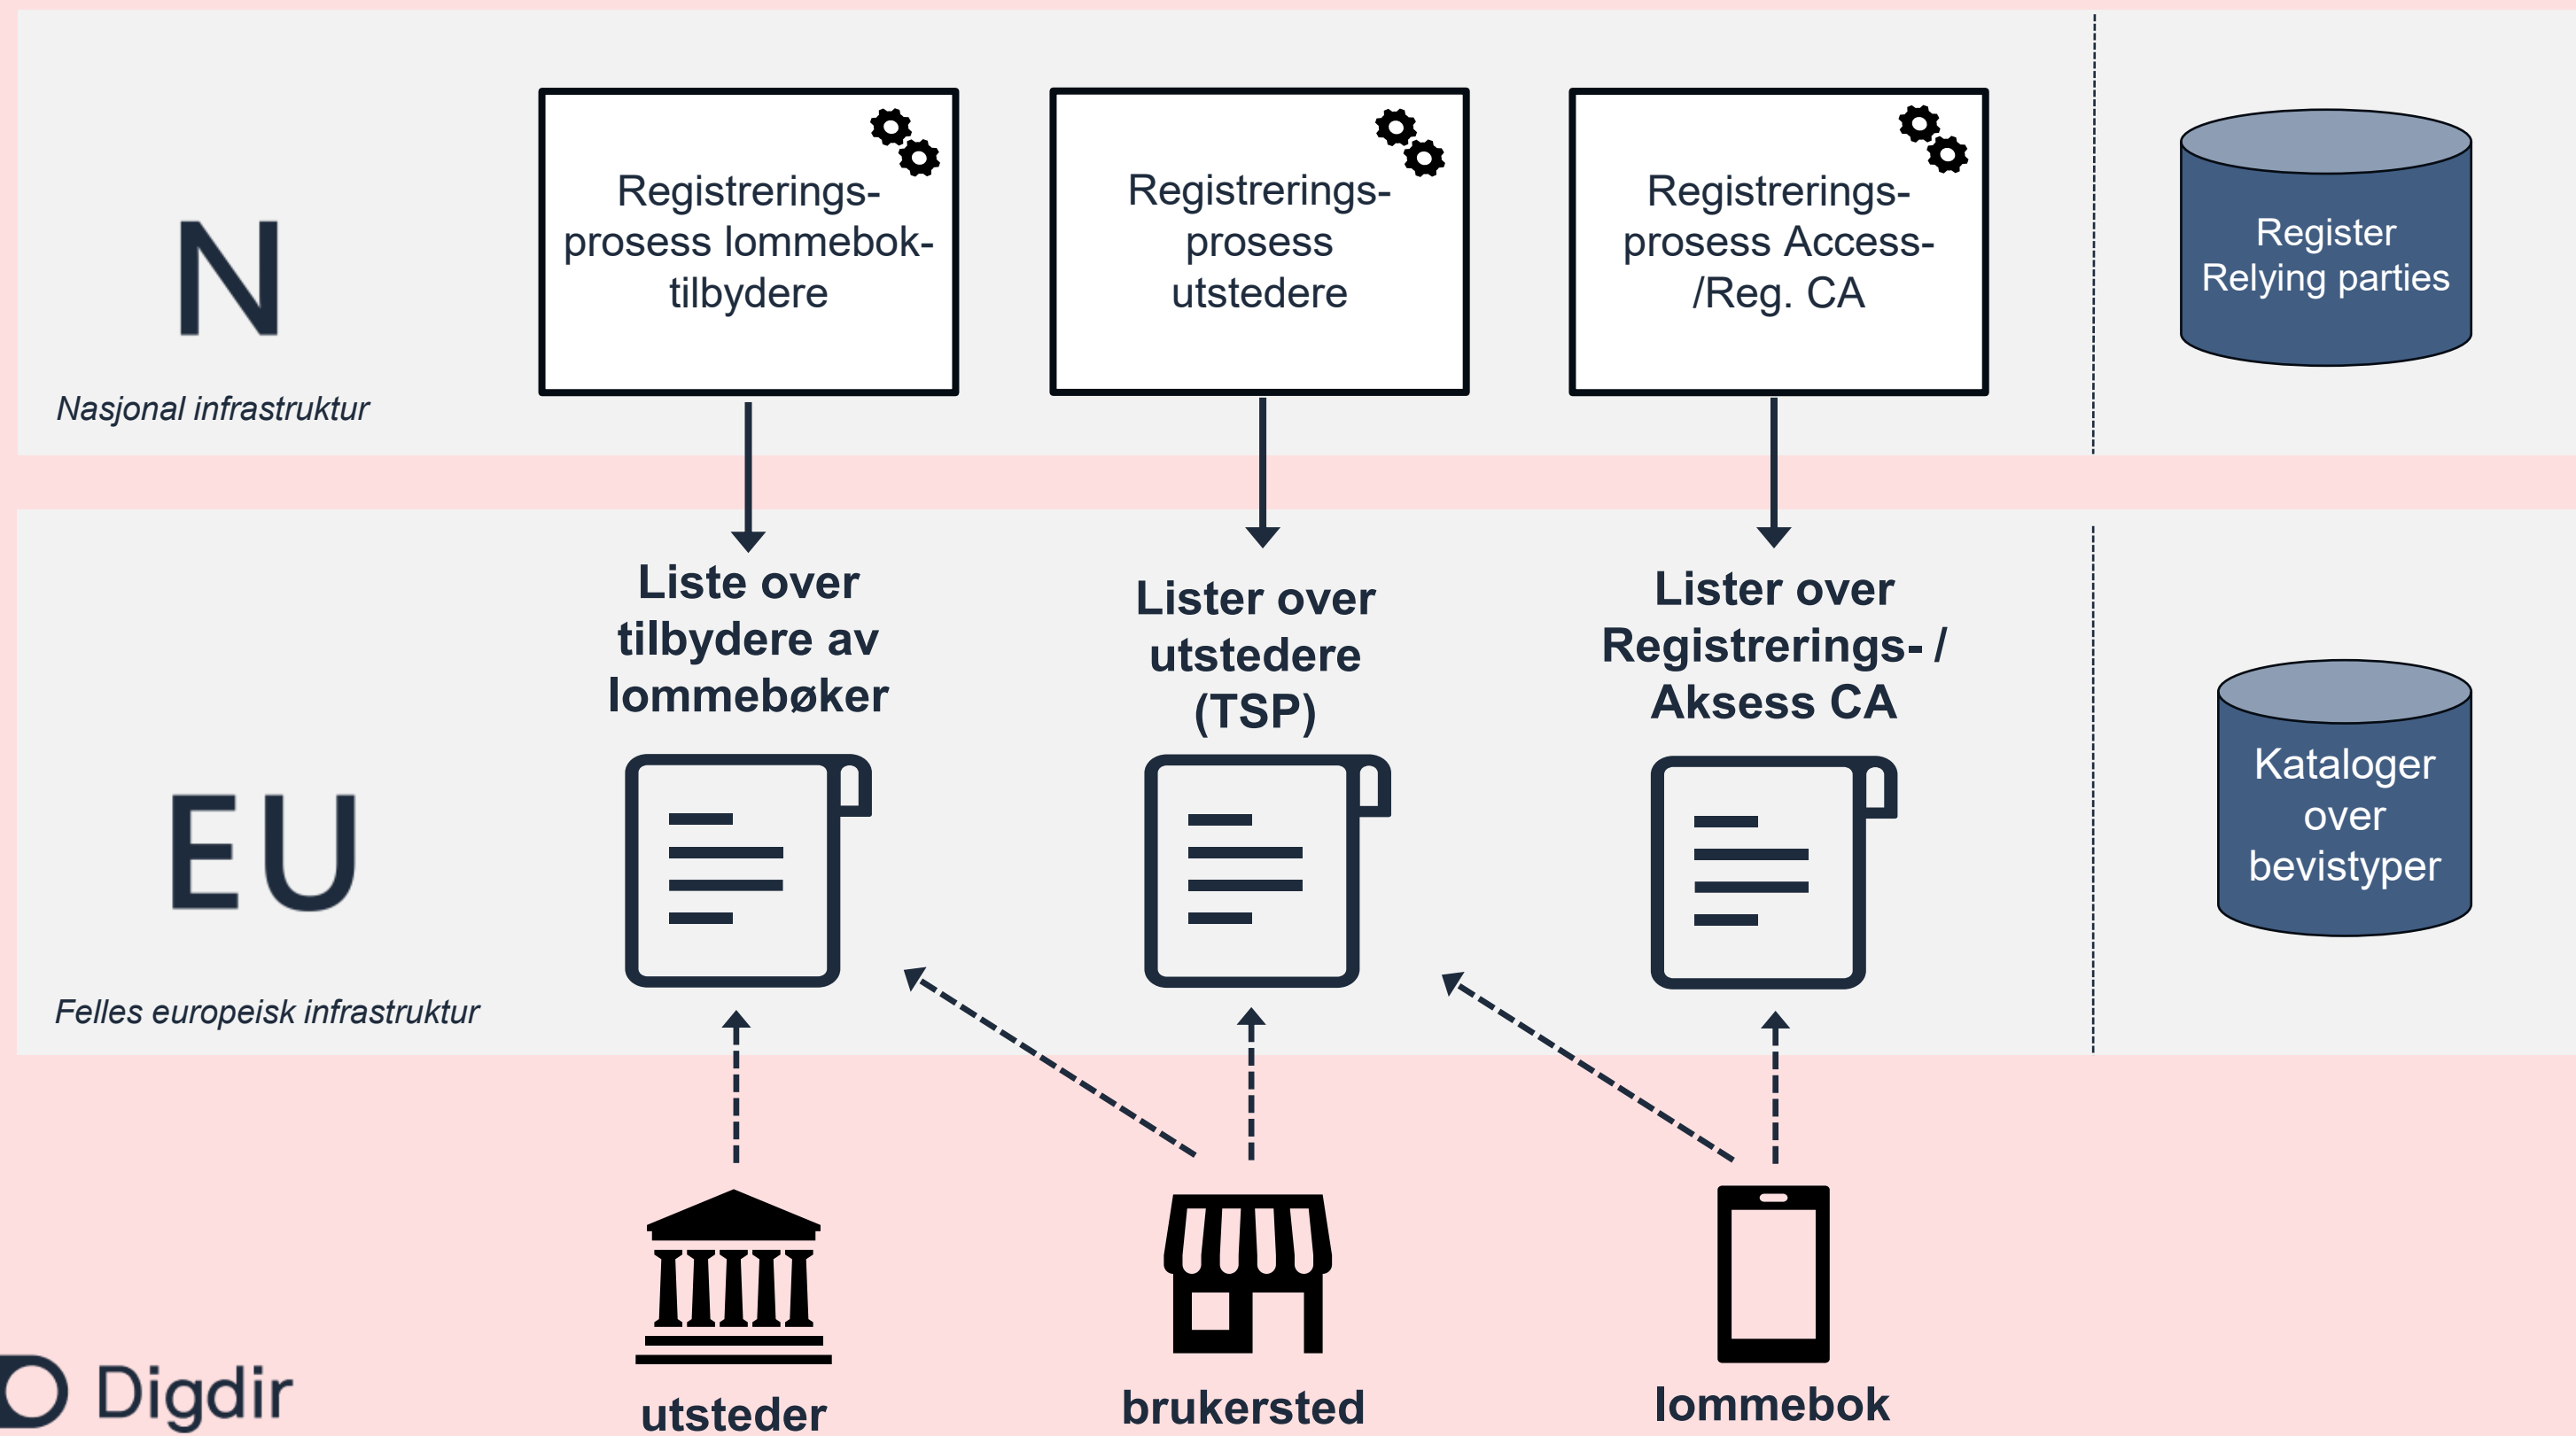 N
Nasjonal infrastruktur
Registrerings-
prosess lommebok-
tilbydere
Registrerings-
prosess
utstedere
Registrerings-
prosess Access-
/Reg. CA
Register
Relying parties
EU
Felles europeisk infrastruktur
Liste over
tilbydere av
lommebøker
Lister over
utstedere
(TSP)
Lister over
Registrerings- /
Aksess CA
Kataloger
over
bevistyper
utsteder
brukersted
lommebok
Digdir